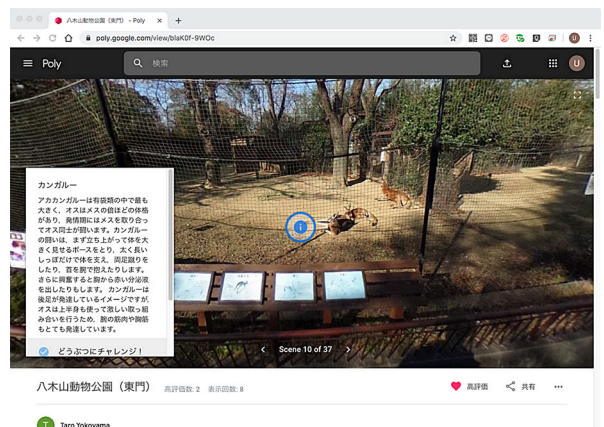 八木山動物公園（東門） - Poly
poly.google.com/view/blaK0f-9WOc
U
Poly
検索
U
カンガルー
アカカンガルーは有袋類の中で最も
大きく，オスはメスの倍ほどの体格
があり，発情期にはメスを取り合っ
てオス同士が闘います。カンガルー
の闘いは，まず立ち上がって体を大
きく見せるポースをとり，太く長い
しっぽだけで体を支え，両足蹴りを
したり，首を腕で抱えたりします。
さらに興奮すると胸から赤い分泌液
を出したりもします。カンガルーは
後足が発達しているイメージですが，
オスは上半身も使って激しい取っ組
み合いを行うため，腕の筋肉や胸筋
もとても発達しています。
どうぶつにチャレンジ！
Scene 10 of 37
八木山動物公園（東門）
高評価数: 2 表示回数: 8
高評価
共有
T
Taro Yokoyama